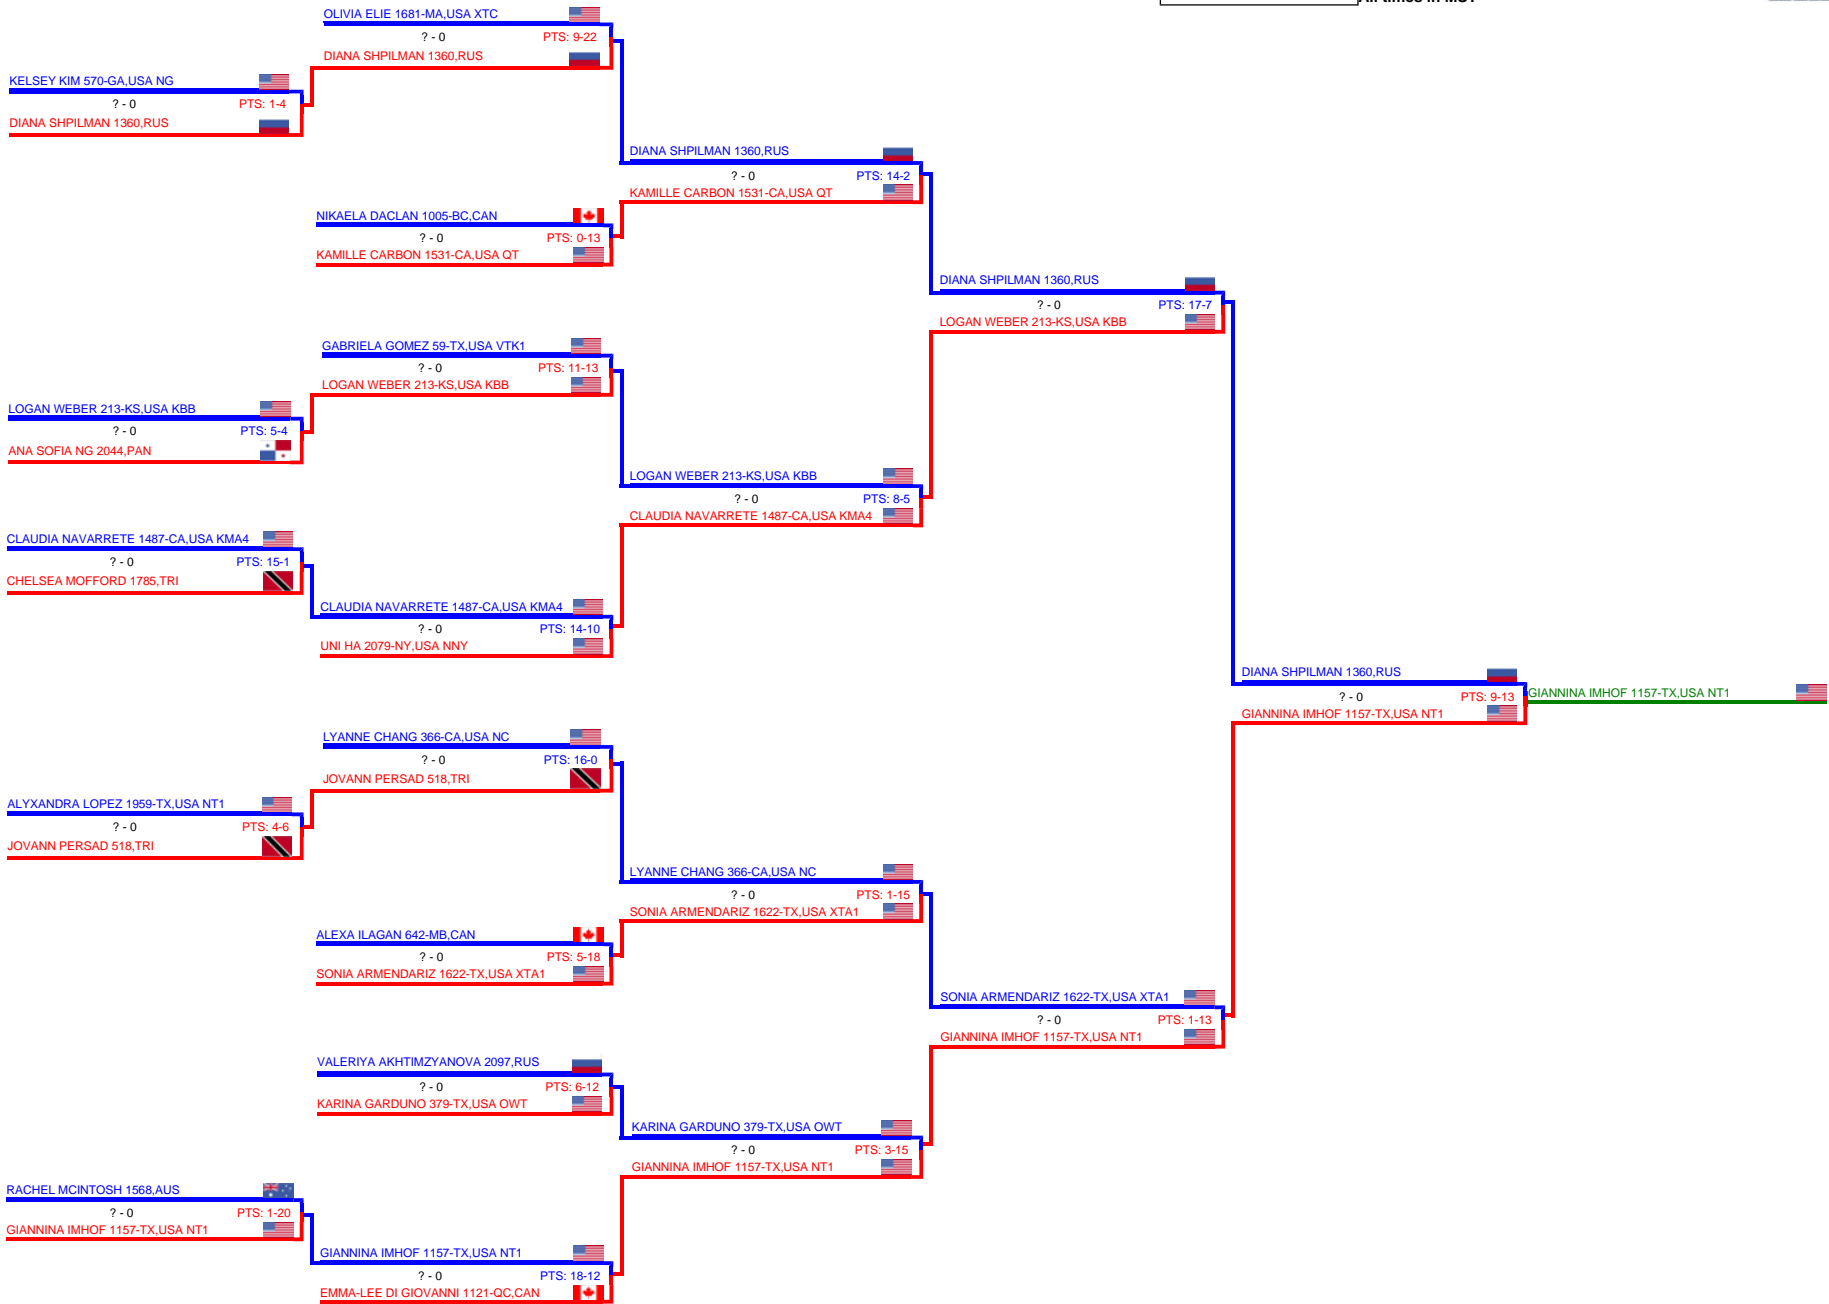 OLIVIA ELIE 1681-MA,USA XTC
? - 0 PTS: 9-22
DIANA SHPILMAN 1360,RUS
KELSEY KIM 570-GA,USA NG
? - 0 PTS: 1-4
DIANA SHPILMAN 1360,RUS
DIANA SHPILMAN 1360,RUS
? - 0 PTS: 14-2
KAMILLE CARBON 1531-CA,USA QT
NIKAELA DACLAN 1005-BC,CAN
? - 0 PTS: 0-13
KAMILLE CARBON 1531-CA,USA QT
DIANA SHPILMAN 1360,RUS
? - 0 PTS: 17-7
LOGAN WEBER 213-KS,USA KBB
GABRIELA GOMEZ 59-TX,USA VTK1
? - 0 PTS: 11-13
LOGAN WEBER 213-KS,USA KBB
LOGAN WEBER 213-KS,USA KBB
? - 0 PTS: 5-4
ANA SOFIA NG 2044,PAN
LOGAN WEBER 213-KS,USA KBB
? - 0 PTS: 8-5
CLAUDIA NAVARRETE 1487-CA,USA KMA4
CLAUDIA NAVARRETE 1487-CA,USA KMA4
? - 0 PTS: 15-1
CHELSEA MOFFORD 1785,TRI
CLAUDIA NAVARRETE 1487-CA,USA KMA4
? - 0 PTS: 14-10
UNI HA 2079-NY,USA NNY
DIANA SHPILMAN 1360,RUS
? - 0 PTS: 9-13
GIANNINA IMHOF 1157-TX,USA NT1
GIANNINA IMHOF 1157-TX,USA NT1
LYANNE CHANG 366-CA,USA NC
? - 0 PTS: 16-0
JOVANN PERSAD 518,TRI
ALYXANDRA LOPEZ 1959-TX,USA NT1
? - 0 PTS: 4-6
JOVANN PERSAD 518,TRI
LYANNE CHANG 366-CA,USA NC
? - 0 PTS: 1-15
SONIA ARMENDARIZ 1622-TX,USA XTA1
ALEXA ILAGAN 642-MB,CAN
? - 0 PTS: 5-18
SONIA ARMENDARIZ 1622-TX,USA XTA1
SONIA ARMENDARIZ 1622-TX,USA XTA1
? - 0 PTS: 1-13
GIANNINA IMHOF 1157-TX,USA NT1
VALERIYA AKHTIMZYANOVA 2097,RUS
? - 0 PTS: 6-12
KARINA GARDUNO 379-TX,USA OWT
KARINA GARDUNO 379-TX,USA OWT
? - 0 PTS: 3-15
GIANNINA IMHOF 1157-TX,USA NT1
RACHEL MCINTOSH 1568,AUS
? - 0 PTS: 1-20
GIANNINA IMHOF 1157-TX,USA NT1
GIANNINA IMHOF 1157-TX,USA NT1
? - 0 PTS: 18-12
EMMA-LEE DI GIOVANNI 1121-QC,CAN